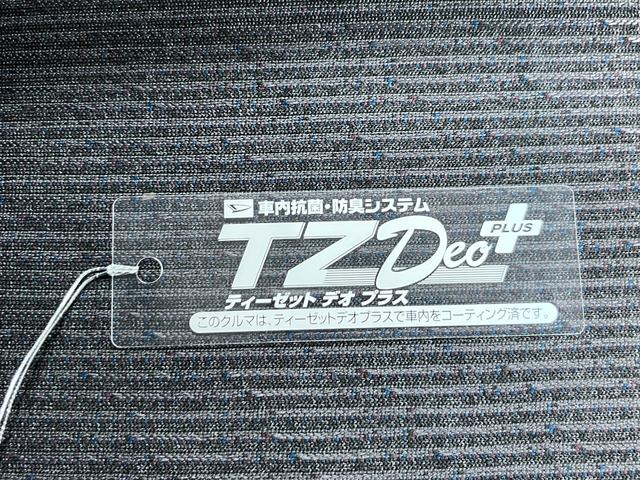 車内抗菌・防臭システム
TZ Deo PLUS
ティーゼット デオ プラス
このクルマは、ティーゼットデオプラスで車内をコーティング済です。